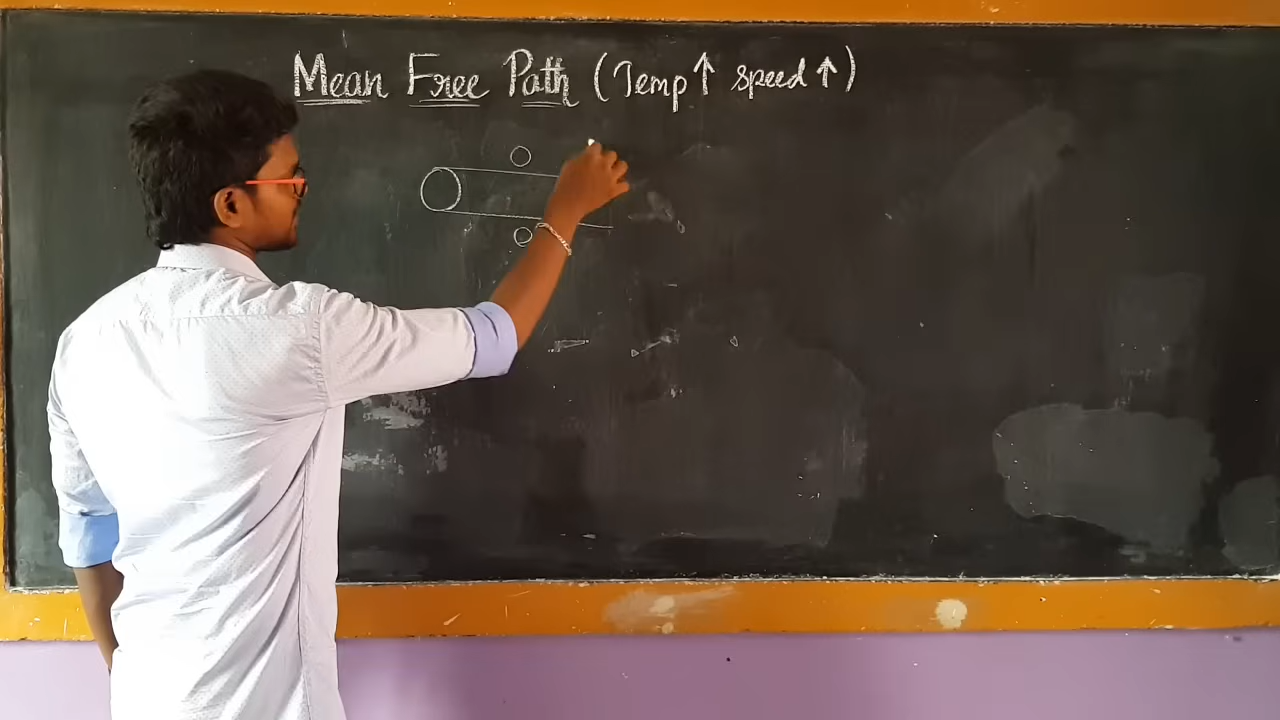 Mean Free Path (Temp ↑ speed ↑)